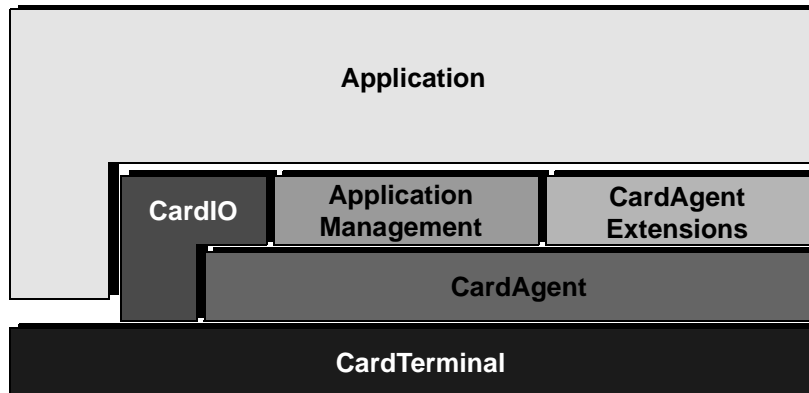 Application
CardIO
Application
Management
CardAgent
Extensions
CardAgent
CardTerminal